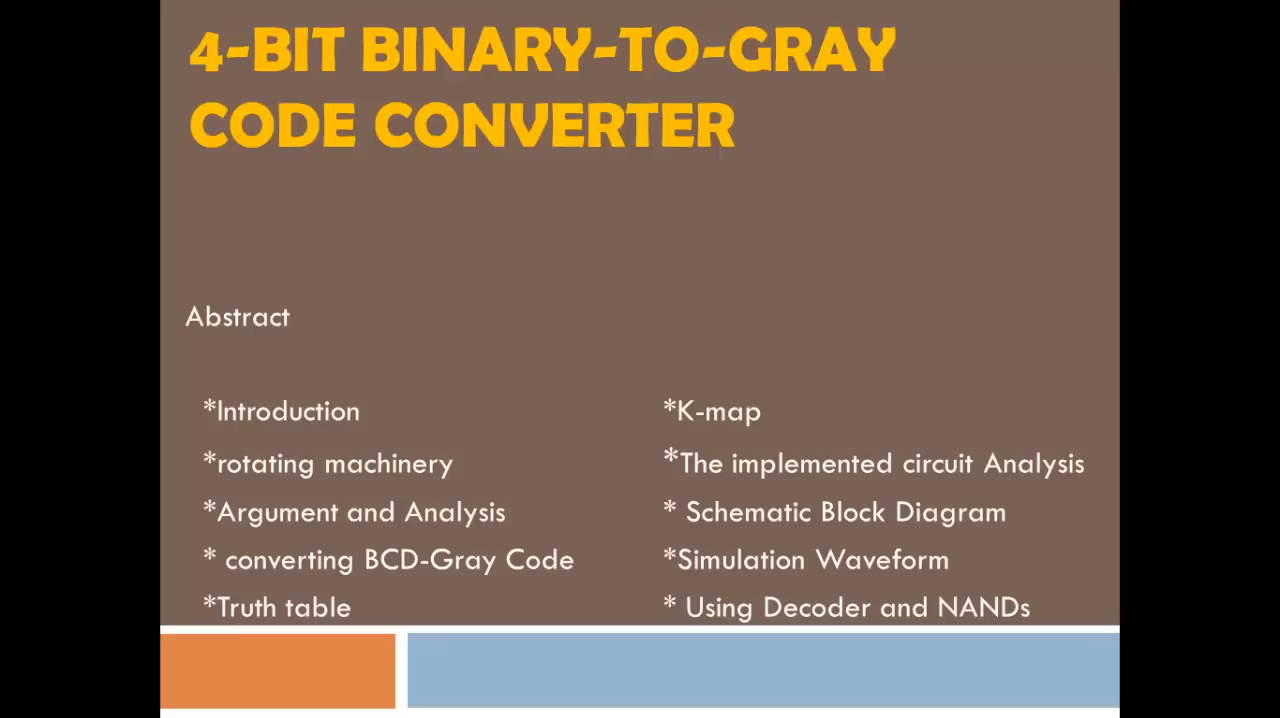 4-BIT BINARY-TO-GRAY
CODE CONVERTER
Abstract
*Introduction
*rotating machinery
*Argument and Analysis
* converting BCD-Gray Code
*Truth table
*K-map
*The implemented circuit Analysis
* Schematic Block Diagram
*Simulation Waveform
* Using Decoder and NANDs